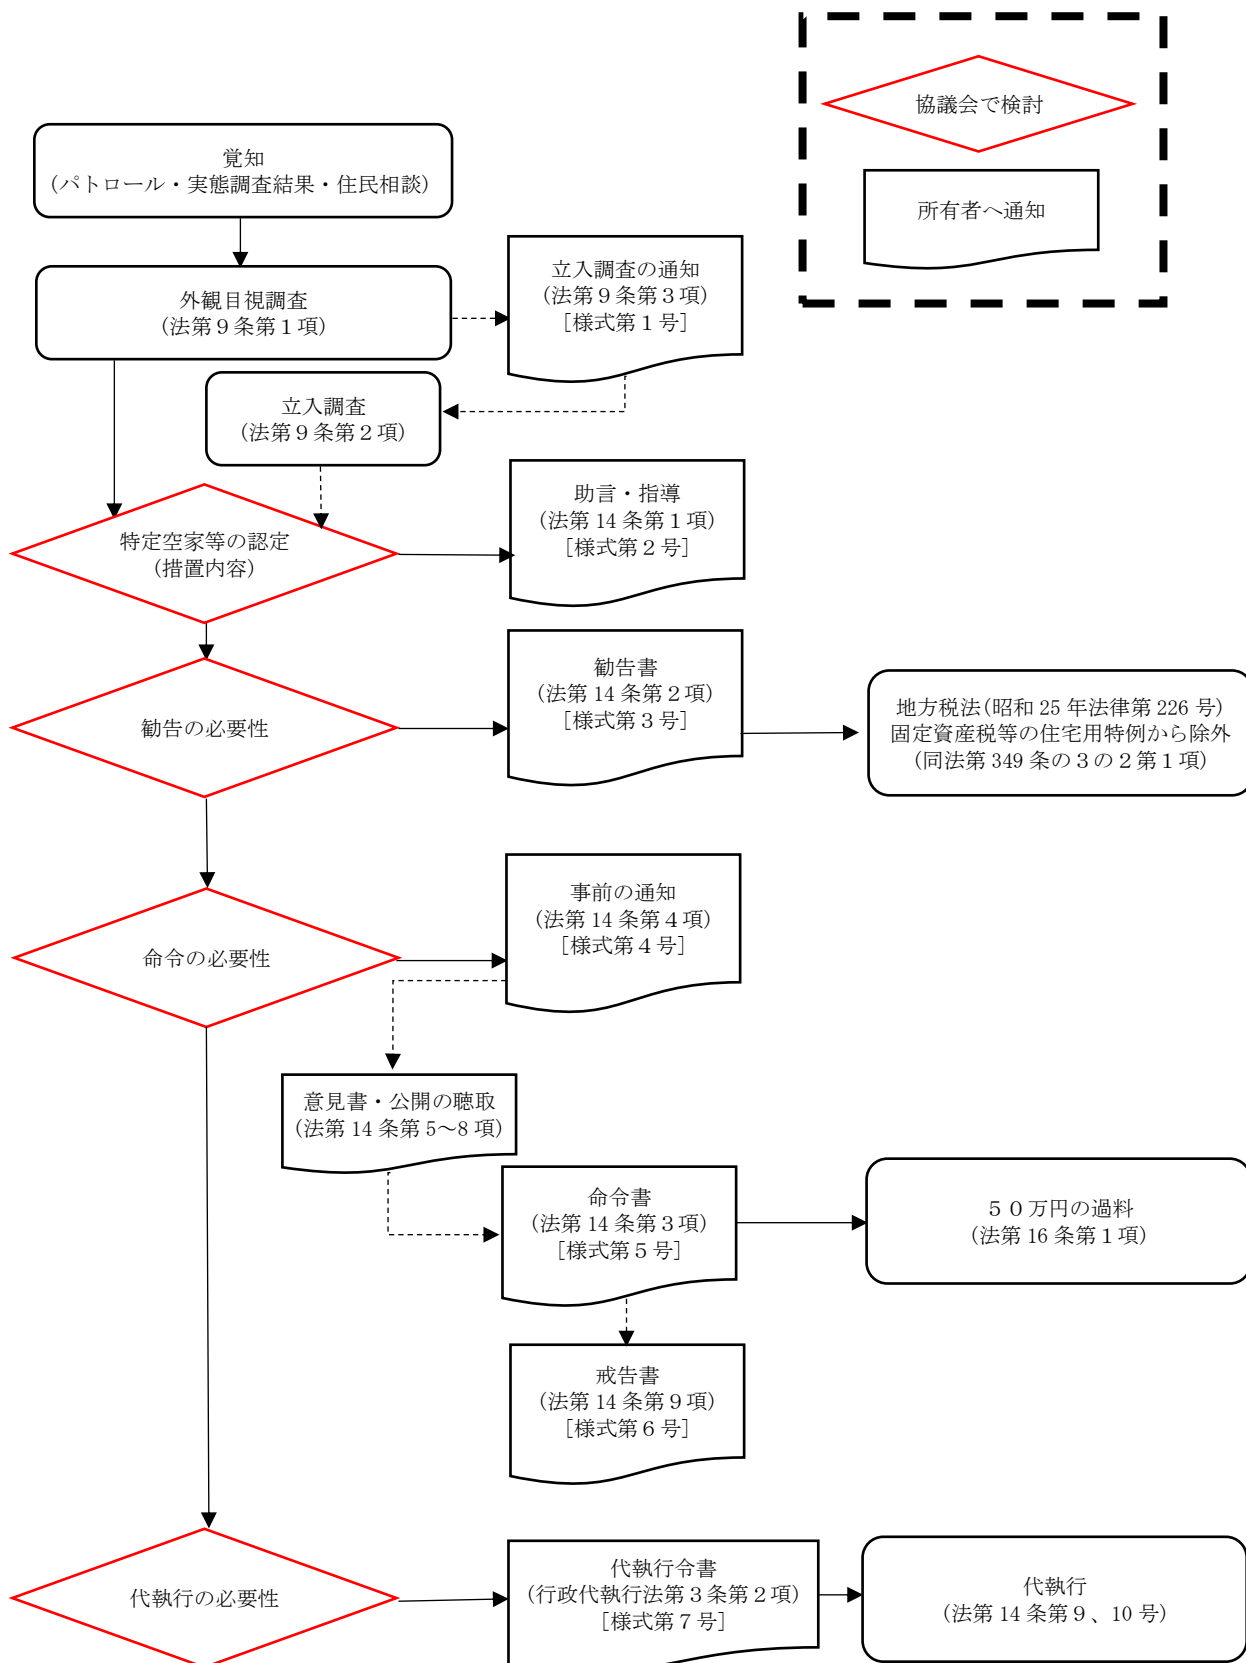 協議会で検討
所有者へ通知
覚知
(パトロール・実態調査結果・住民相談)
外観目視調査
(法第９条第１項)
立入調査の通知
(法第９条第３項)
[様式第１号]
立入調査
(法第９条第２項)
特定空家等の認定
(措置内容)
助言・指導
(法第 14 条第１項)
[様式第２号]
勧告の必要性
勧告書
(法第 14 条第２項)
[様式第３号]
地方税法(昭和 25 年法律第 226 号)
固定資産税等の住宅用特例から除外
(同法第 349 条の３の２第１項)
命令の必要性
事前の通知
(法第 14 条第４項)
[様式第４号]
意見書・公開の聴取
(法第 14 条第 5～8 項)
命令書
(法第 14 条第３項)
[様式第５号]
５０万円の過料
(法第 16 条第１項)
戒告書
(法第 14 条第９項)
[様式第６号]
代執行の必要性
代執行令書
(行政代執行法第３条第２項)
[様式第７号]
代執行
(法第 14 条第９、10 号)